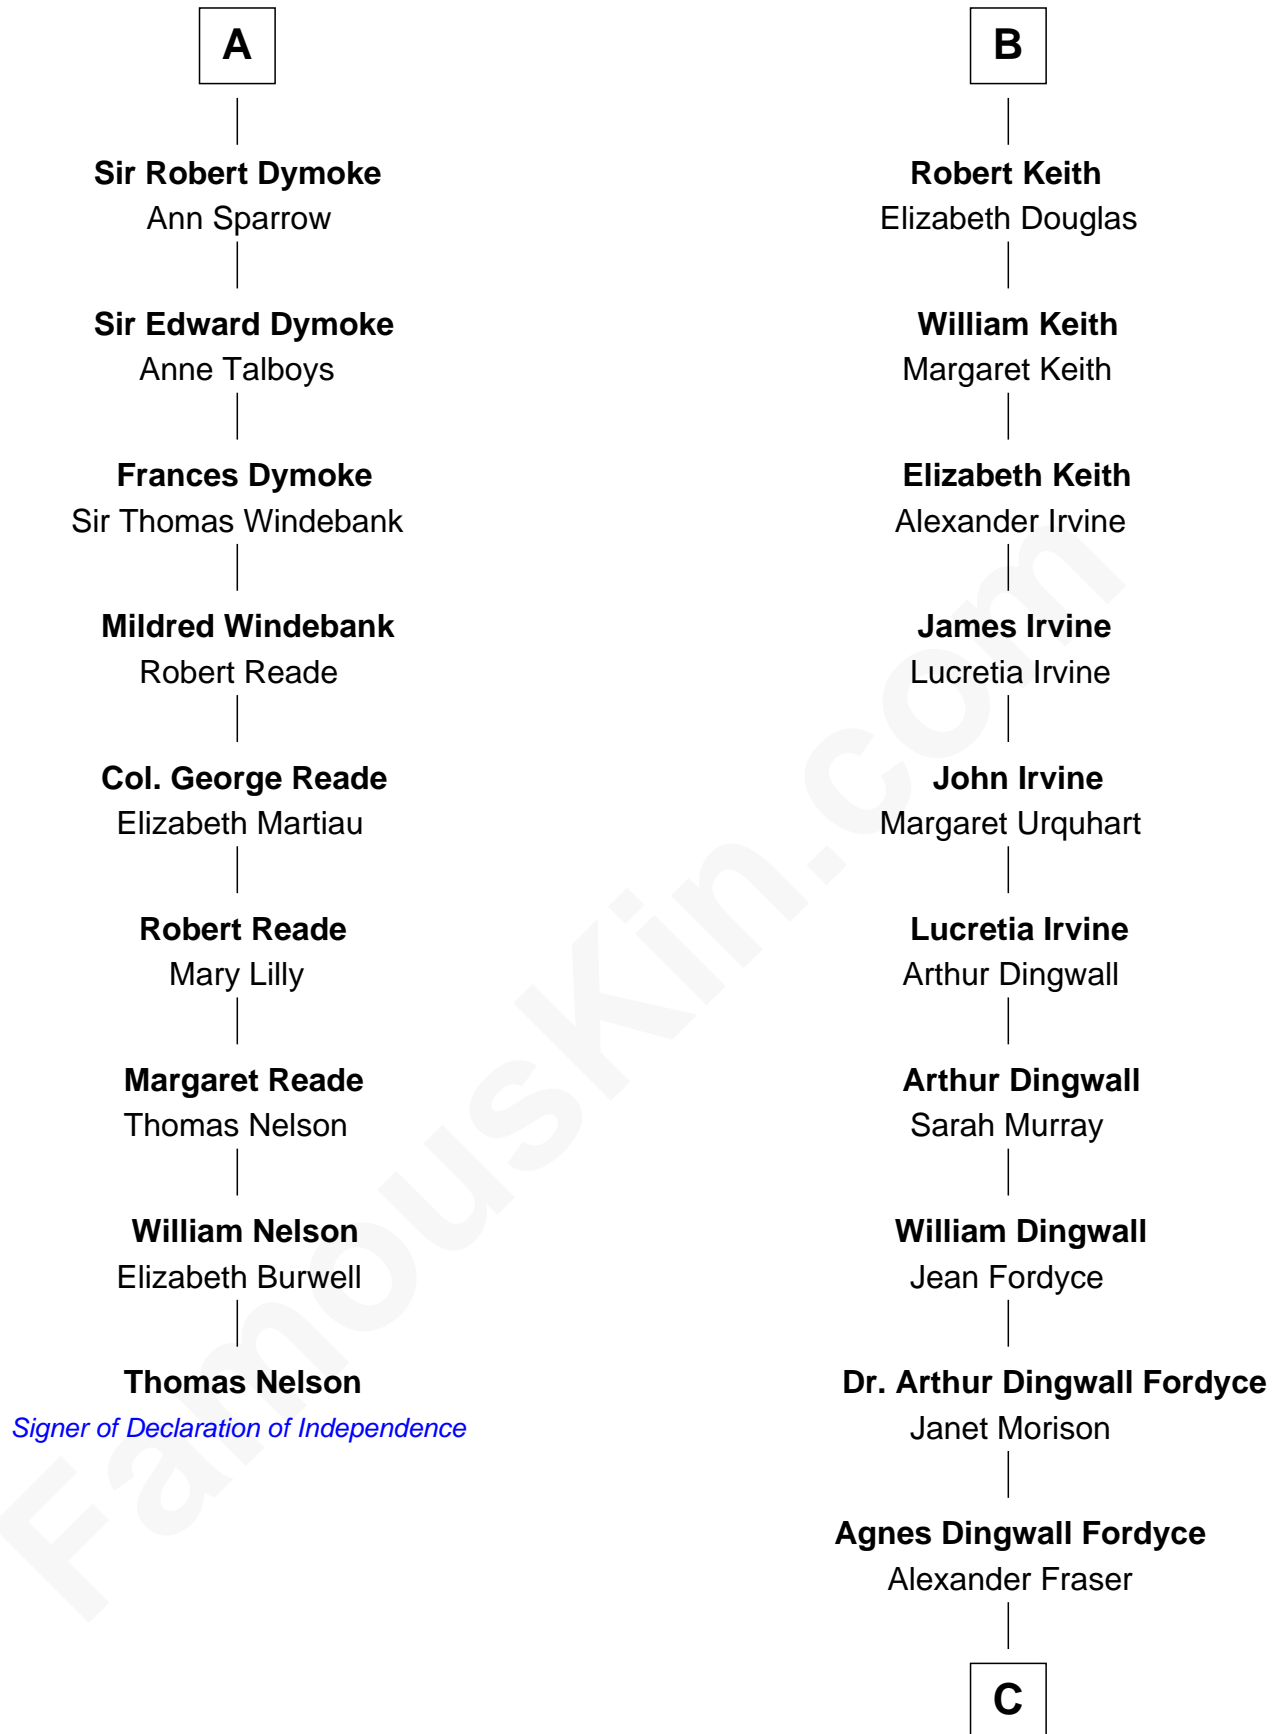 A
Sir Robert Dymoke
Ann Sparrow
Sir Edward Dymoke
Anne Talboys
Frances Dymoke
Sir Thomas Windebank
Mildred Windebank
Robert Reade
Col. George Reade
Elizabeth Martiau
Robert Reade
Mary Lilly
Margaret Reade
Thomas Nelson
William Nelson
Elizabeth Burwell
Thomas Nelson
Signer of Declaration of Independence
B
Robert Keith
Elizabeth Douglas
William Keith
Margaret Keith
Elizabeth Keith
Alexander Irvine
James Irvine
Lucretia Irvine
John Irvine
Margaret Urquhart
Lucretia Irvine
Arthur Dingwall
Arthur Dingwall
Sarah Murray
William Dingwall
Jean Fordyce
Dr. Arthur Dingwall Fordyce
Janet Morison
Agnes Dingwall Fordyce
Alexander Fraser
C
FamousKin.com